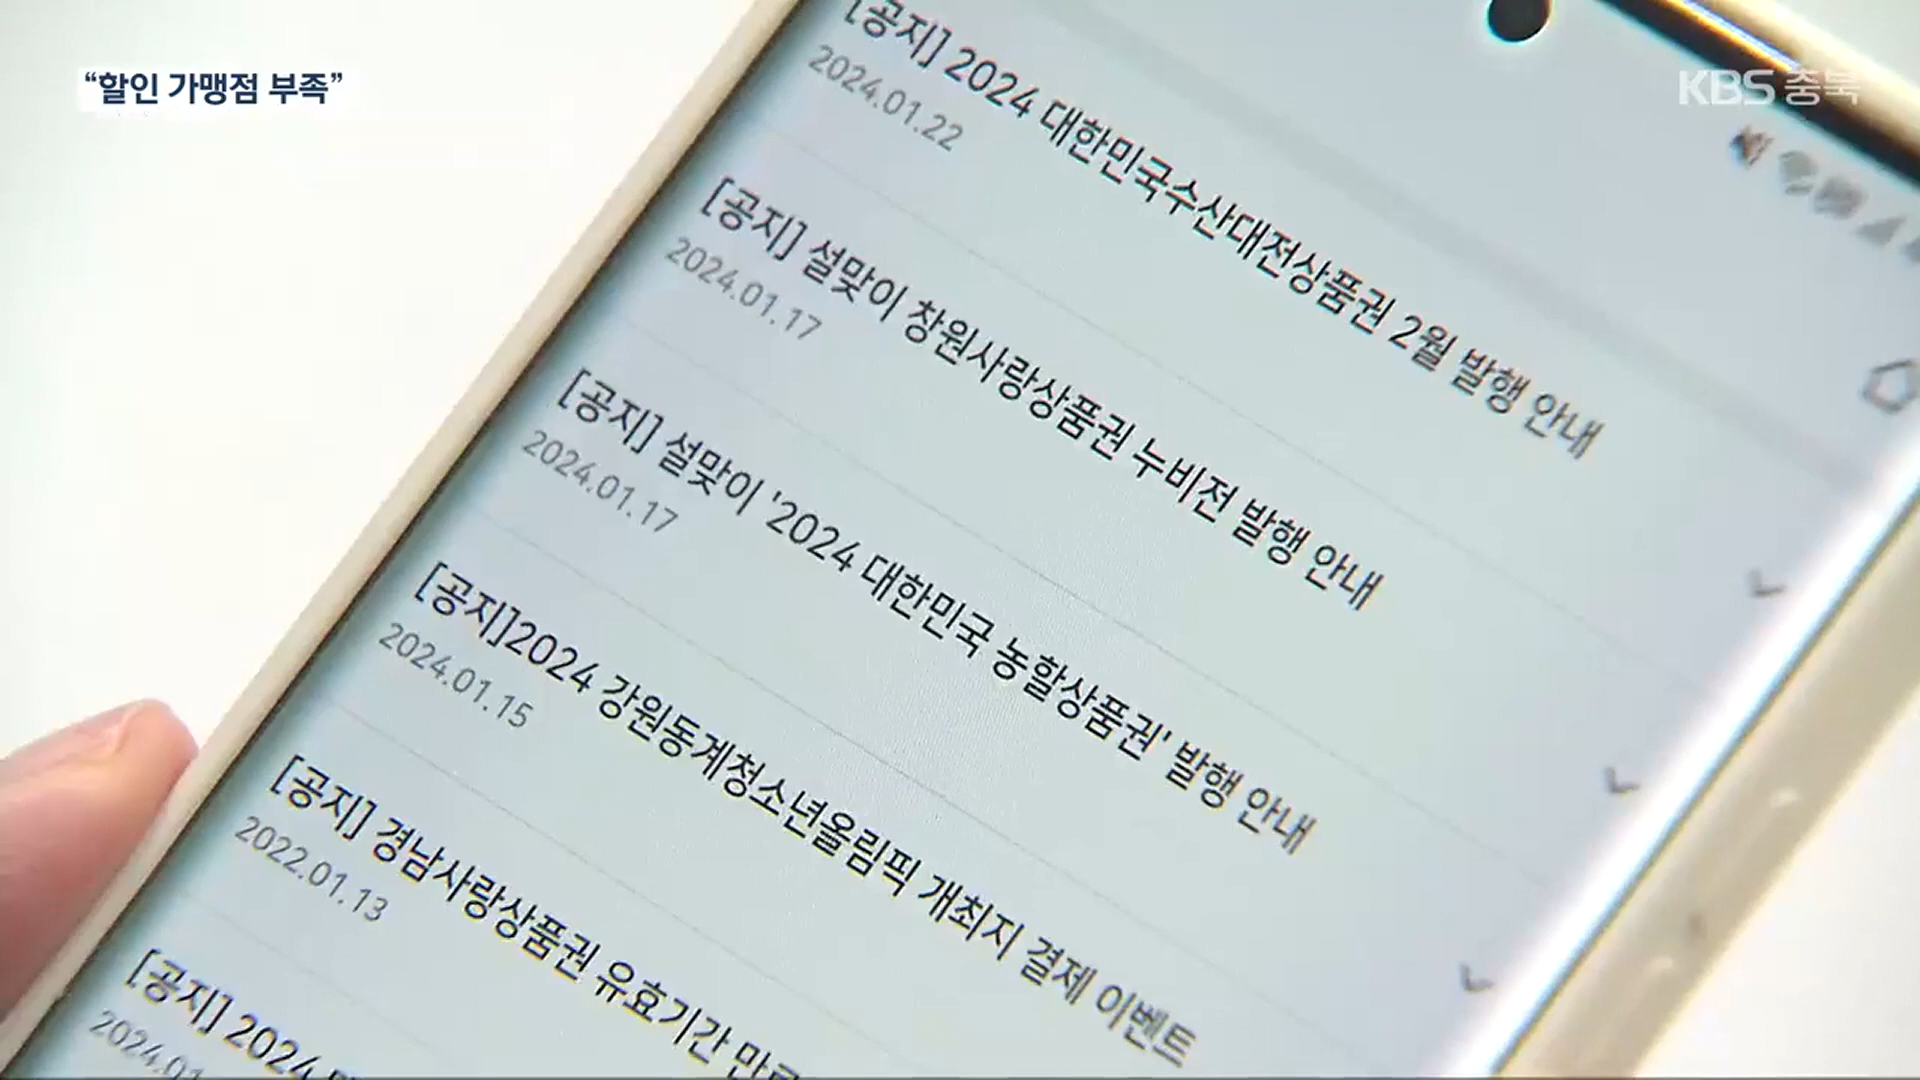 “할인 가맹점 부족”
KBS 충북
[공지] 2024 대한민국수산대전상품권 2월 발행 안내
2024.01.22
[공지] 설맞이 창원사랑상품권 누비전 발행 안내
2024.01.17
[공지] 설맞이 '2024 대한민국 농할상품권' 발행 안내
2024.01.17
[공지]2024 강원동계청소년올림픽 개최지 결제 이벤트
2024.01.15
[공지] 경남사랑상품권 유효기간
2022.01.13
[공지] 2024
2024.01